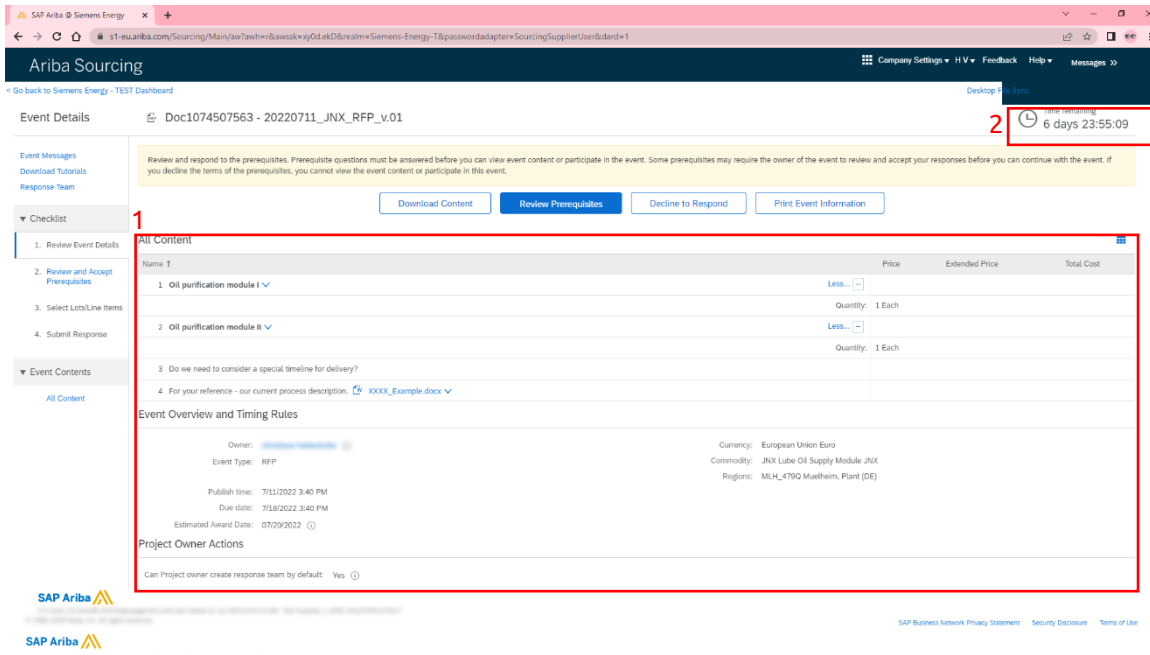 SAP Ariba @ Siemens Energy
s1-eu.ariba.com/Sourcing/Main/aw?awh=r&awssk=xy0d.ekD&realm=Siemens-Energy-T&passwordadapter=SourcingSupplierUser&dard=1
Ariba Sourcing
Company Settings
H V
Feedback
Help
Messages >>
< Go back to Siemens Energy - TEST Dashboard
Desktop File Sync
Event Details
Doc1074507563 - 20220711_JNX_RFP_v.01
2
Time remaining
6 days 23:55:09
Event Messages
Download Tutorials
Response Team
Review and respond to the prerequisites. Prerequisite questions must be answered before you can view event content or participate in the event. Some prerequisites may require the owner of the event to review and accept your responses before you can continue with the event. If
you decline the terms of the prerequisites, you cannot view the event content or participate in this event.
Download Content
Review Prerequisites
Decline to Respond
Print Event Information
▼ Checklist
1. Review Event Details
2. Review and Accept
Prerequisites
3. Select Lots/Line Items
4. Submit Response
▼ Event Contents
All Content
1
All Content
Name ↑ Price Extended Price Total Cost
1 Oil purification module I Less... −
Quantity: 1 Each
2 Oil purification module II Less... −
Quantity: 1 Each
3 Do we need to consider a special timeline for delivery?
4 For your reference - our current process description. XXXX_Example.docx
Event Overview and Timing Rules
Owner:
Event Type: RFP
Publish time: 7/11/2022 3:40 PM
Due date: 7/18/2022 3:40 PM
Estimated Award Date: 07/20/2022
Currency: European Union Euro
Commodity: JNX Lube Oil Supply Module JNX
Regions: MLH_479Q Muelheim, Plant (DE)
Project Owner Actions
Can Project owner create response team by default: Yes
SAP Ariba
SAP Business Network Privacy Statement
Security Disclosure
Terms of Use
SAP Ariba